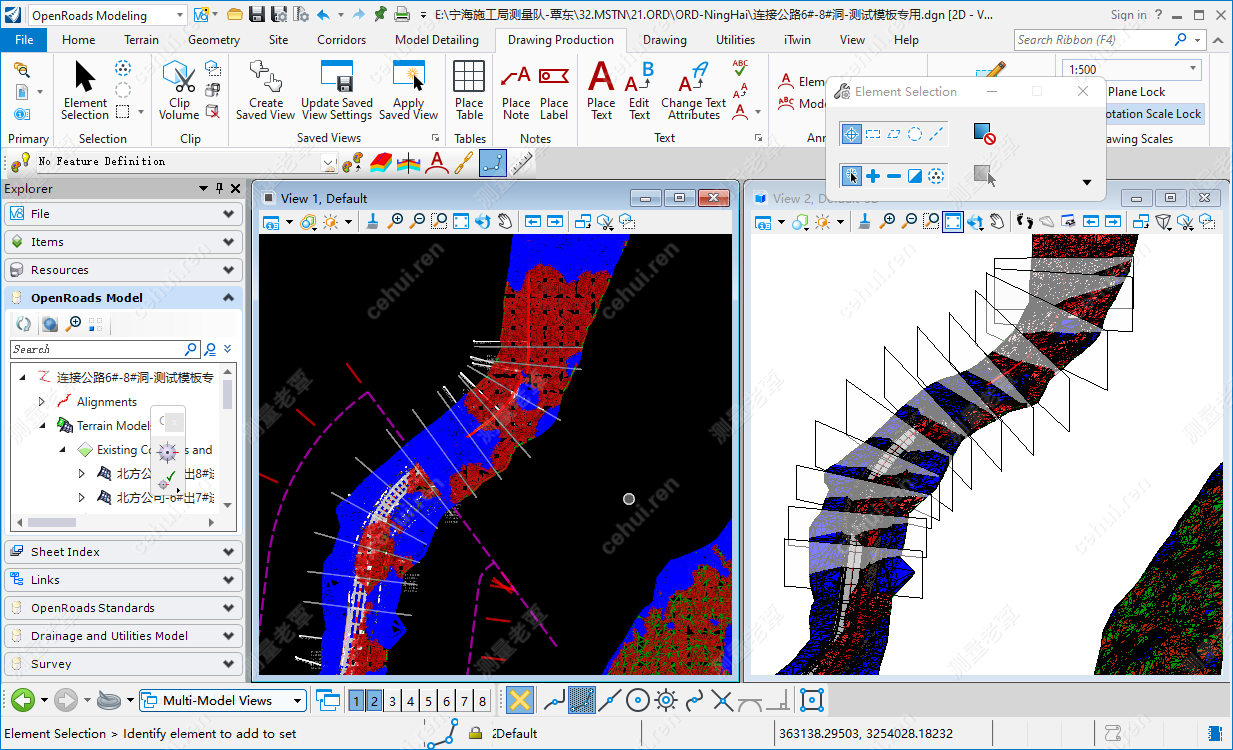 OpenRoads Modeling
E:\宁海施工局测量队-覃东\32.MSTN\21.ORD\ORD-NingHai\连接公路6#-8#洞-测试模板专用.dgn [2D - V...
Sign in
File Home Terrain Geometry Site Corridors Model Detailing Drawing Production Drawing Utilities iTwin View Help
Search Ribbon (F4)
Element Selection
Clip Volume
Create Saved View
Update Saved View Settings
Apply Saved View
Place Table
Place Note
Place Label
Place Text
Edit Text
Change Text Attributes
ABC
Elem
Mode
1:500
Plane Lock
otation Scale Lock
Primary Selection Clip Saved Views Tables Notes Text Ann
awing Scales
Element Selection
No Feature Definition
Explorer
File
Items
Resources
OpenRoads Model
Search
连接公路6#-8#洞-测试模板专
Alignments
Terrain Models
Existing Co
and
北方公
出8#
北方公司-6#出7#
Sheet Index
Links
OpenRoads Standards
Drainage and Utilities Model
Survey
View 1, Default
View 2, Default
cehui.ren
测量老覃
Multi-Model Views
1 2 3 4 5 6 7 8
Element Selection > Identify element to add to set
2Default
363138.29503, 3254028.18232